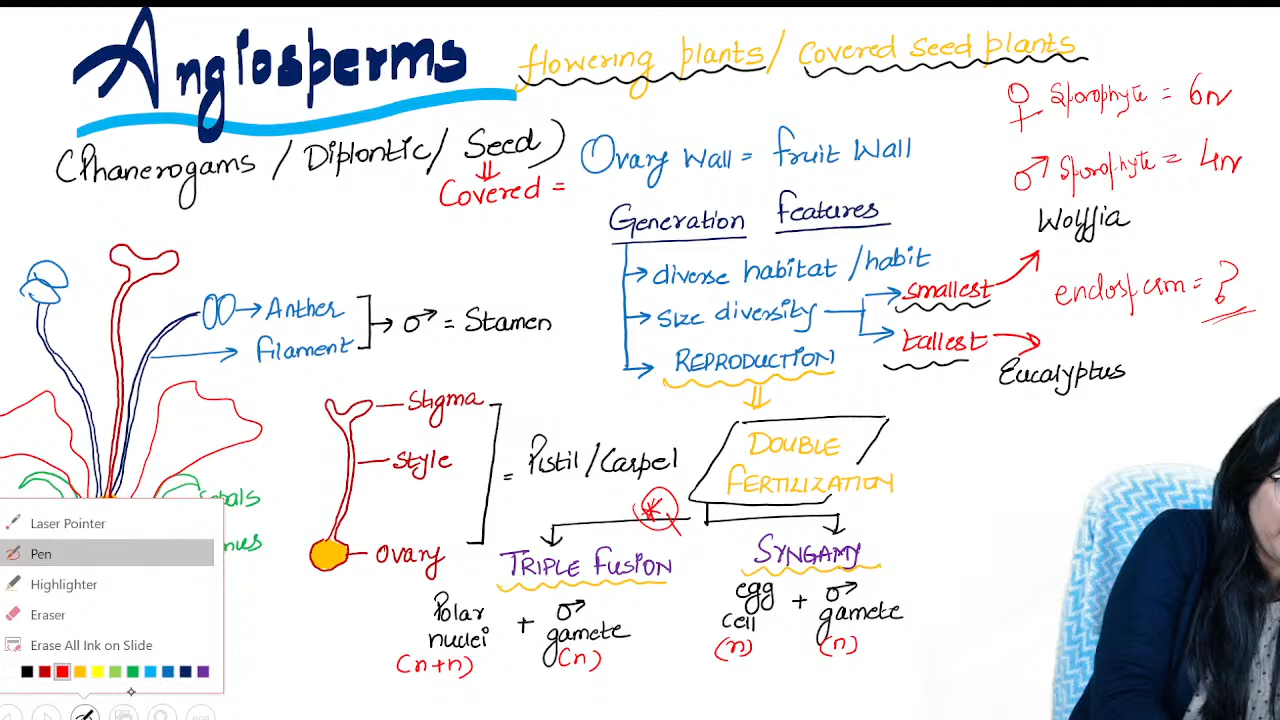 Angiosperms flowering plants/ Covered seed plants
(Phanerogams / Diplontic/ Seed)
Covered =
Ovary Wall = fruit Wall
♀ Sporophyte = 6n
♂ Sporophyte = 4n
Wolffia
endosperm = ?
Generation features
diverse habitat /habit
size diversity
smallest
tallest
Eucalyptus
REPRODUCTION
DOUBLE
FERTILIZATION
Anther
filament
♂ = Stamen
Stigma
Style
Ovary
= Pistil/Carpel
TRIPLE FUSION
Polar nuclei + ♂ gamete
(n+n) (n)
SYNGAMY
egg cell + ♂ gamete
(n) (n)
Laser Pointer
Pen
Highlighter
Eraser
Erase All Ink on Slide